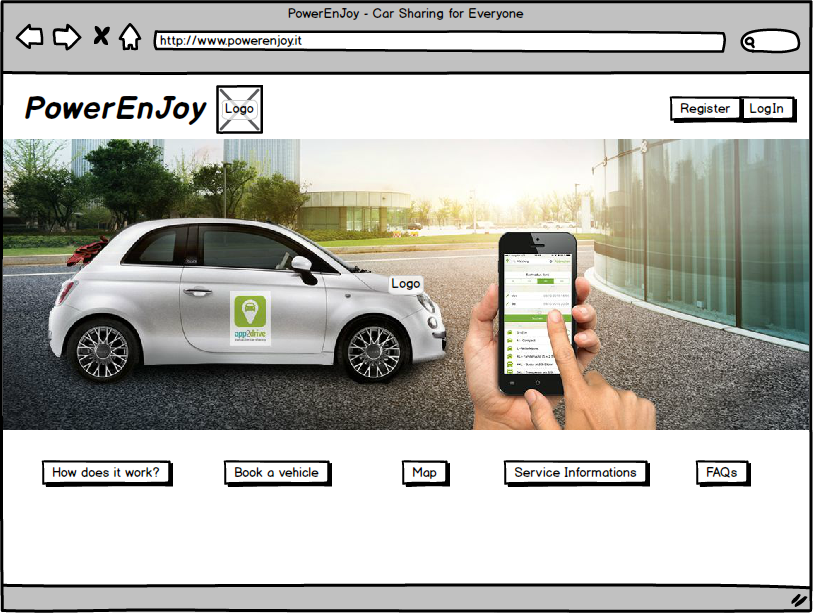 PowerEnJoy - Car Sharing for Everyone
http://www.powerenjoy.it
PowerEnJoy
Logo
Register
LogIn
Logo
app2drive
How does it work?
Book a vehicle
Map
Service Informations
FAQs